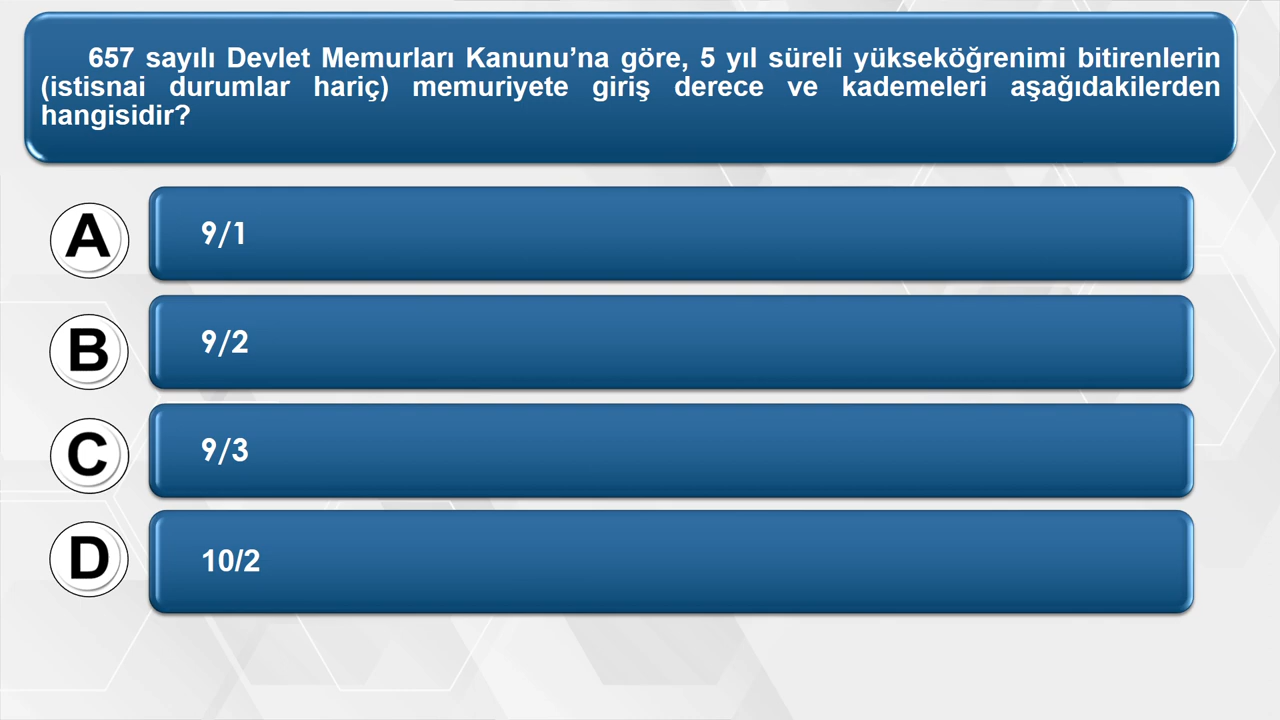 657 sayılı Devlet Memurları Kanunu’na göre, 5 yıl süreli yükseköğrenimi bitirenlerin
(ıstisnai durumlar hariç) memuriyete giriş derece ve kademeleri aşağıdakilerden
hangisidir?
A 9/1
B 9/2
C 9/3
D 10/2